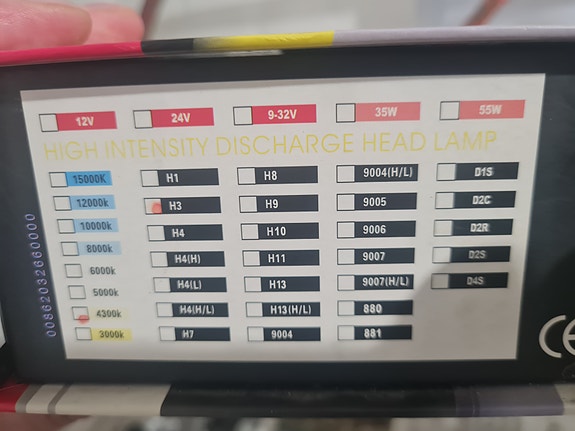 12V 24V 9-32V 35W 55W
HIGH INTENSITY DISCHARGE HEAD LAMP
15000K H1 H8 9004(H/L) D1S
12000k H3 H9 9005 D2C
10000k H4 H10 9006 D2R
8000k H4(H) H11 9007 D2S
6000k H4(L) H13 9007(H/L) D4S
5000k H4(H/L) H13(H/L) 880
4300k H7 9004 881
3000k
00862032660000
CE